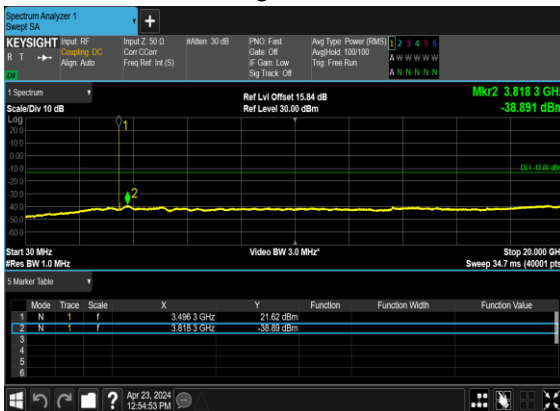 Spectrum Analyzer 1
Swept SA
KEYSIGHT Input: RF Input Z: 50 Ω #Atten: 30 dB PNO: Fast Avg Type: Power (RMS) 1 2 3 4 5 6
R T Coupling: DC Corr CCorr Gate: Off Avg|Hold: 100/100 A W W W W W
Align: Auto Freq Ref: Int (S) IF Gain: Low Trig: Free Run
LV Sig Track: Off A N N N N N
1 Spectrum Ref Lvl Offset 15.84 dB Mkr2 3.818 3 GHz
Scale/Div 10 dB Ref Level 30.00 dBm -38.891 dBm
Log
1
20.0
10.0
0.00
-10.0 DL1 -13.00 dBm
-20.0
-30.0 2
-40.0
-50.0
-60.0
Start 30 MHz Video BW 3.0 MHz* Stop 20.000 GHz
#Res BW 1.0 MHz Sweep 34.7 ms (40001 pts)
5 Marker Table
Mode Trace Scale X Y Function Function Width Function Value
1 N 1 f 3.496 3 GHz 21.62 dBm
2 N 1 f 3.818 3 GHz -38.89 dBm
3
4
5
6
? Apr 23, 2024
12:54:53 PM